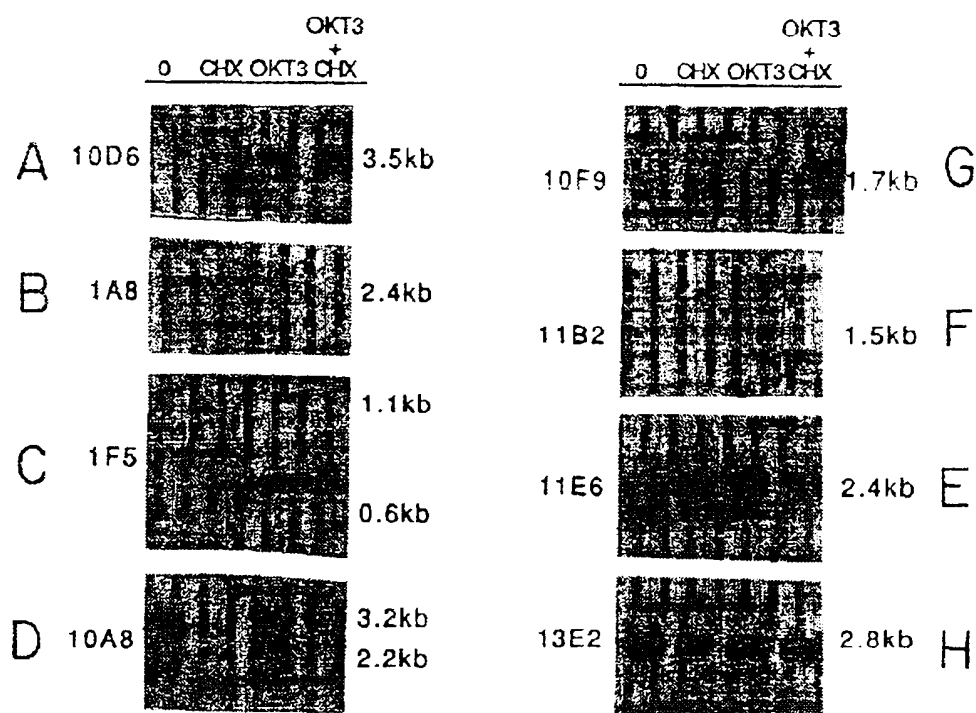 OKT3
+
0 CHX OKT3 CHX
A 10D6 3.5kb
B 1A8 2.4kb
C 1F5 1.1kb
0.6kb
D 10A8 3.2kb
2.2kb
OKT3
+
0 CHX OKT3 CHX
10F9 1.7kb G
11B2 1.5kb F
11E6 2.4kb E
13E2 2.8kb H